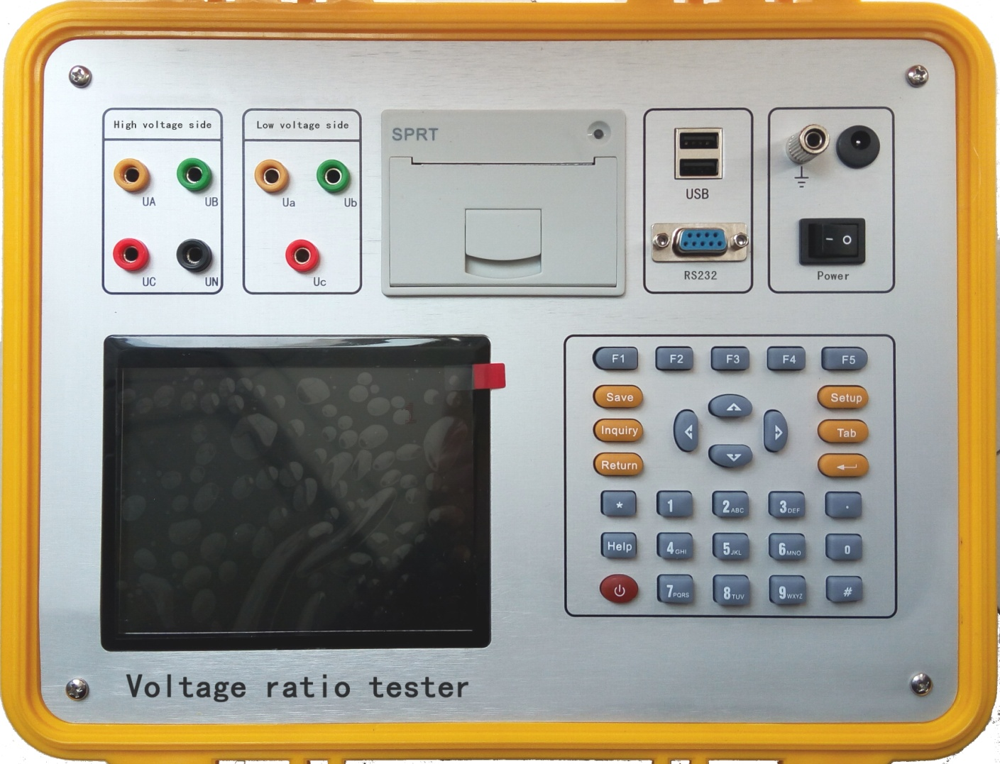 High voltage side
Low voltage side
SPRT
UA
UB
Ua
Ub
USB
UC
UN
Uc
RS232
Power
F1
F2
F3
F4
F5
Save
Setup
Inquiry
Tab
Return
*
1
2ABC
3DEF
.
Help
4GHI
5JKL
6MNO
0
7PQRS
8TUV
9WXYZ
#
Voltage ratio tester